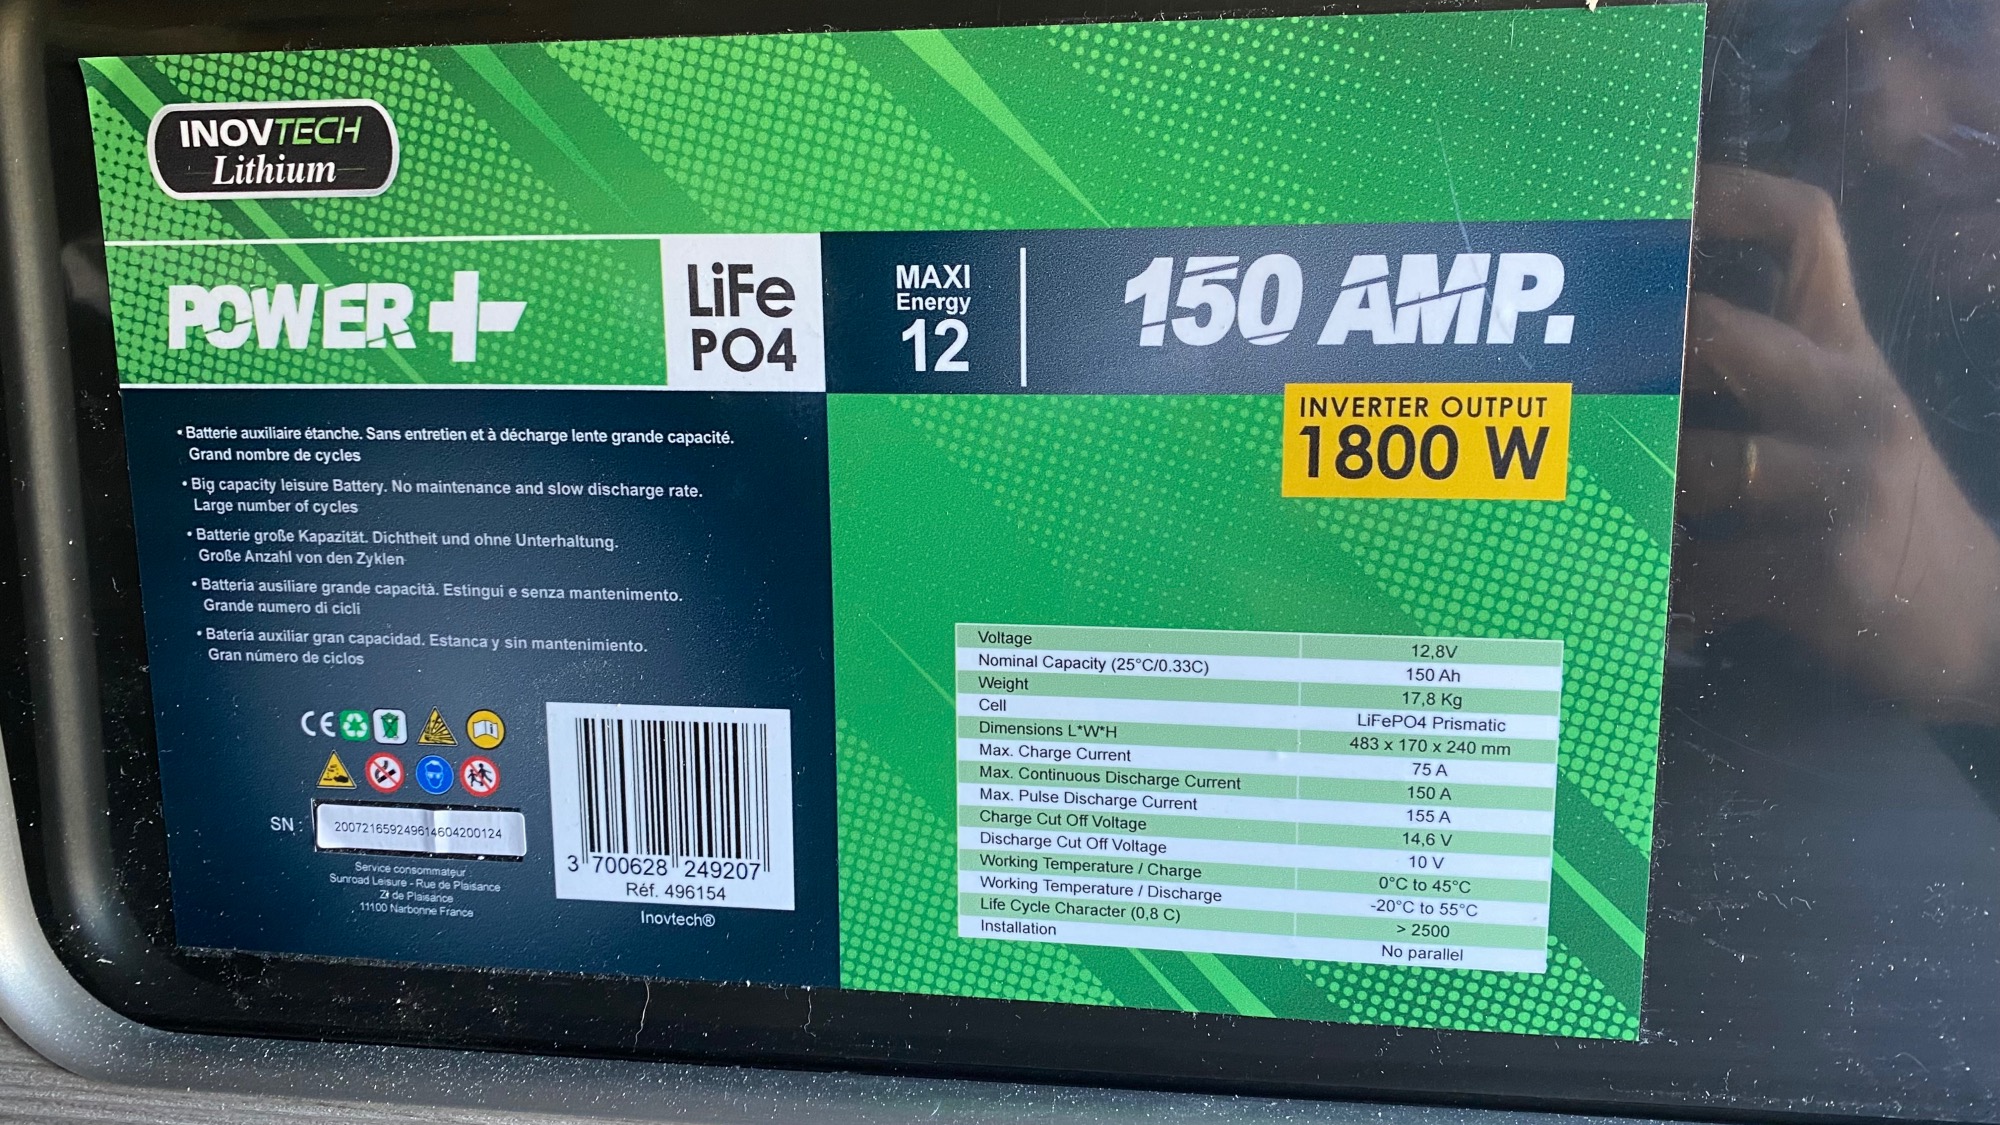 INOVTECH
Lithium
POWER+
LiFe
PO4
MAXI
Energy
12
150 AMP.
INVERTER OUTPUT
1800 W
• Batterie auxiliaire étanche. Sans entretien et à décharge lente grande capacité.
Grand nombre de cycles
• Big capacity leisure Battery. No maintenance and slow discharge rate.
Large number of cycles
• Batterie große Kapazität. Dichtheit und ohne Unterhaltung.
Große Anzahl von den Zyklen
• Batteria ausiliare grande capacità. Estingui e senza mantenimento.
Grande numero di cicli
• Bateria auxiliar gran capacidad. Estanca y sin mantenimiento.
Gran número de ciclos
CE
SN : 200721659249614604200124
Service consommateur
Sunroad Leisure - Rue de Plaisance
ZI de Plaisance
11100 Narbonne France
3 700628 249207
Réf. 496154
Inovtech®
Voltage 12,8V
Nominal Capacity (25°C/0.33C) 150 Ah
Weight 17,8 Kg
Cell LiFePO4 Prismatic
Dimensions L*W*H 483 x 170 x 240 mm
Max. Charge Current 75 A
Max. Continuous Discharge Current 150 A
Max. Pulse Discharge Current 155 A
Charge Cut Off Voltage 14,6 V
Discharge Cut Off Voltage 10 V
Working Temperature / Charge 0°C to 45°C
Working Temperature / Discharge -20°C to 55°C
Life Cycle Character (0,8 C) > 2500
Installation No parallel